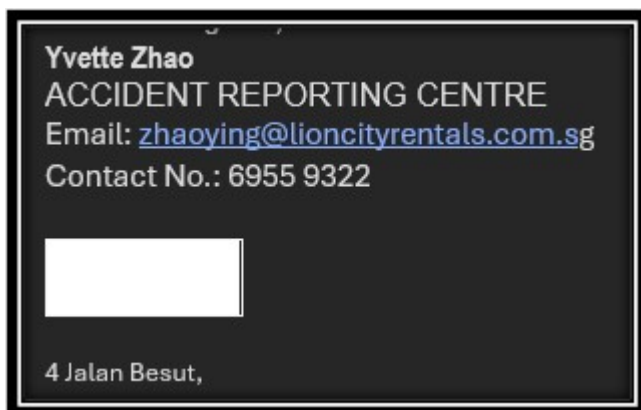 Yvette Zhao
ACCIDENT REPORTING CENTRE
Email: zhaoying@lioncityrentals.com.sg
Contact No.: 6955 9322
4 Jalan Besut,